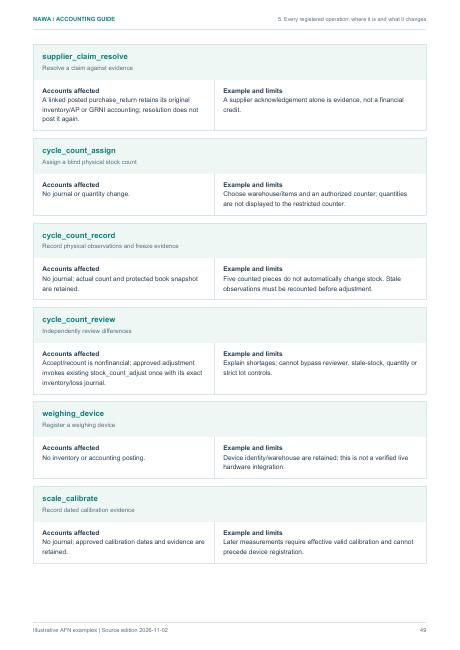 NAWA / ACCOUNTING GUIDE
5. Every registered operation: where it is and what it changes
supplier_claim_resolve
Resolve a claim against evidence
Accounts affected
A linked posted purchase_return retains its original
inventory/AP or GRNI accounting; resolution does not
post it again.
Example and limits
A supplier acknowledgement alone is evidence, not a financial
credit.
cycle_count_assign
Assign a blind physical stock count
Accounts affected
No journal or quantity change.
Example and limits
Choose warehouse/items and an authorized counter; quantities
are not displayed to the restricted counter.
cycle_count_record
Record physical observations and freeze evidence
Accounts affected
No journal; actual count and protected book snapshot
are retained.
Example and limits
Five counted pieces do not automatically change stock. Stale
observations must be recounted before adjustment.
cycle_count_review
Independently review differences
Accounts affected
Accept/recount is nonfinancial; approved adjustment
invokes existing stock_count_adjust once with its exact
inventory/loss journal.
Example and limits
Explain shortages; cannot bypass reviewer, stale-stock, quantity or
strict lot controls.
weighing_device
Register a weighing device
Accounts affected
No inventory or accounting posting.
Example and limits
Device identity/warehouse are retained; this is not a verified live
hardware integration.
scale_calibrate
Record dated calibration evidence
Accounts affected
No journal; approved calibration dates and evidence are
retained.
Example and limits
Later measurements require effective valid calibration and cannot
precede device registration.
Illustrative AFN examples | Source edition 2026-11-02
49